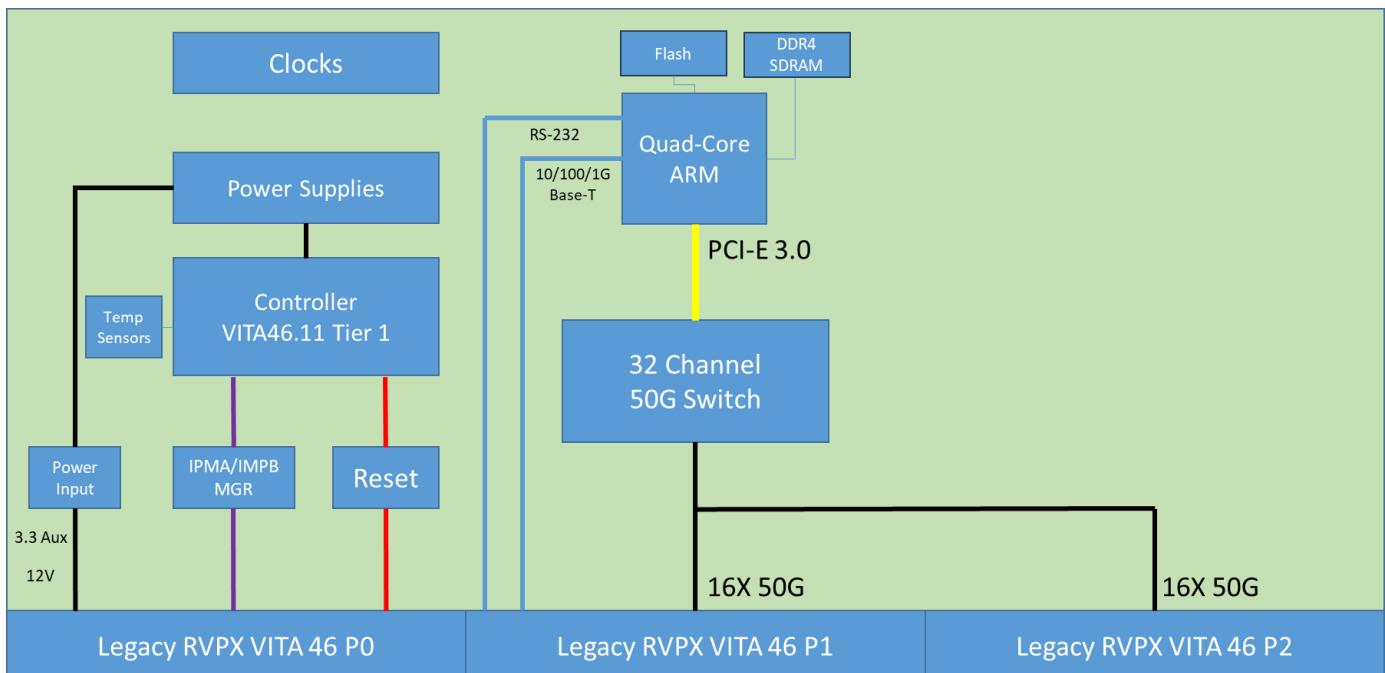 Clocks
Flash
DDR4
SDRAM
RS-232
Quad-Core
ARM
10/100/1G
Base-T
Power Supplies
PCI-E 3.0
Controller
VITA46.11 Tier 1
Temp
Sensors
32 Channel
50G Switch
Power
Input
IPMA/IMPB
MGR
Reset
3.3 Aux
12V
16X 50G
16X 50G
Legacy RVPX VITA 46 P0
Legacy RVPX VITA 46 P1
Legacy RVPX VITA 46 P2